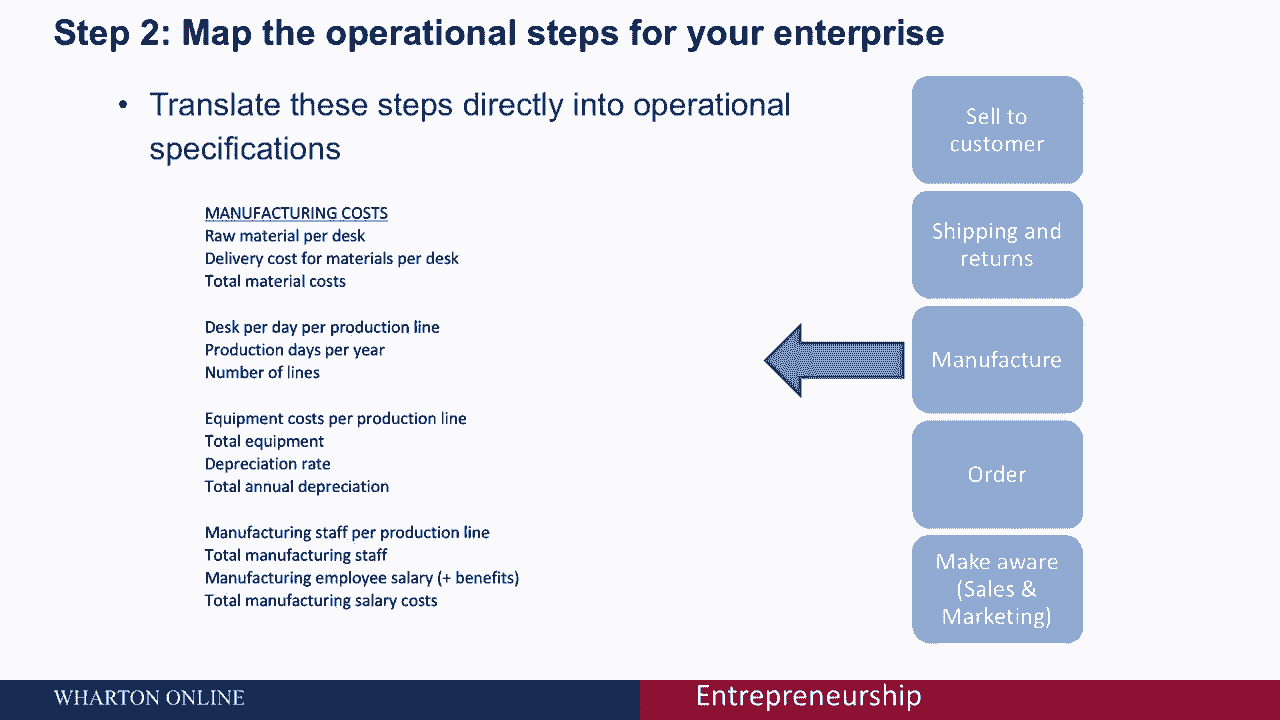 Step 2: Map the operational steps for your enterprise
• Translate these steps directly into operational
specifications
MANUFACTURING COSTS
Raw material per desk
Delivery cost for materials per desk
Total material costs
Desk per day per production line
Production days per year
Number of lines
Equipment costs per production line
Total equipment
Depreciation rate
Total annual depreciation
Manufacturing staff per production line
Total manufacturing staff
Manufacturing employee salary (+ benefits)
Total manufacturing salary costs
Sell to
customer
Shipping and
returns
Manufacture
Order
Make aware
(Sales &
Marketing)
WHARTON ONLINE
Entrepreneurship